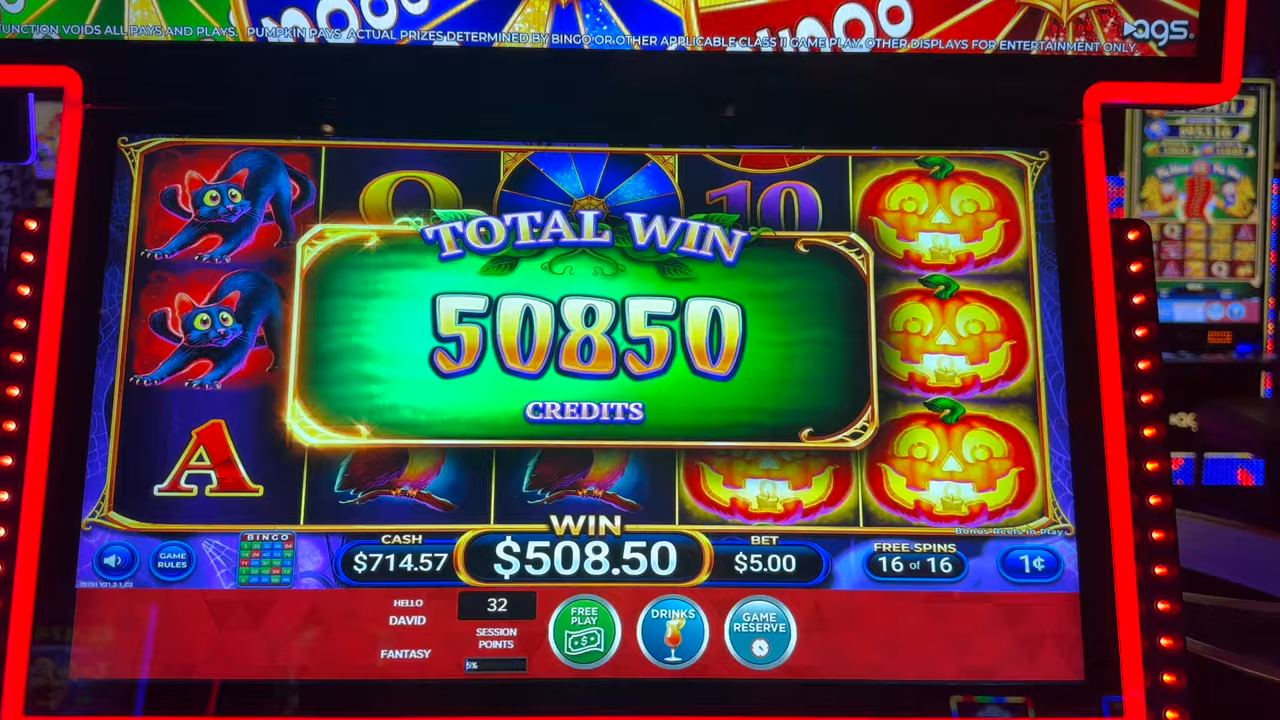 FUNCTION VOIDS ALL PAYS AND PLAYS. PUMPKIN PAYS ACTUAL PRIZES DETERMINED BY BINGO OR OTHER APPLICABLE CLASS II GAME PLAY. OTHER DISPLAYS FOR ENTERTAINMENT ONLY.
ags.
Q
10
TOTAL WIN
50850
CREDITS
A
Bonus Reels in Play
BINGO
GAME
RULES
CASH
$714.57
WIN
$508.50
BET
$5.00
FREE SPINS
16 of 16
1¢
HELLO
DAVID
FANTASY
32
SESSION
POINTS
5%
FREE
PLAY
DRINKS
GAME
RESERVE